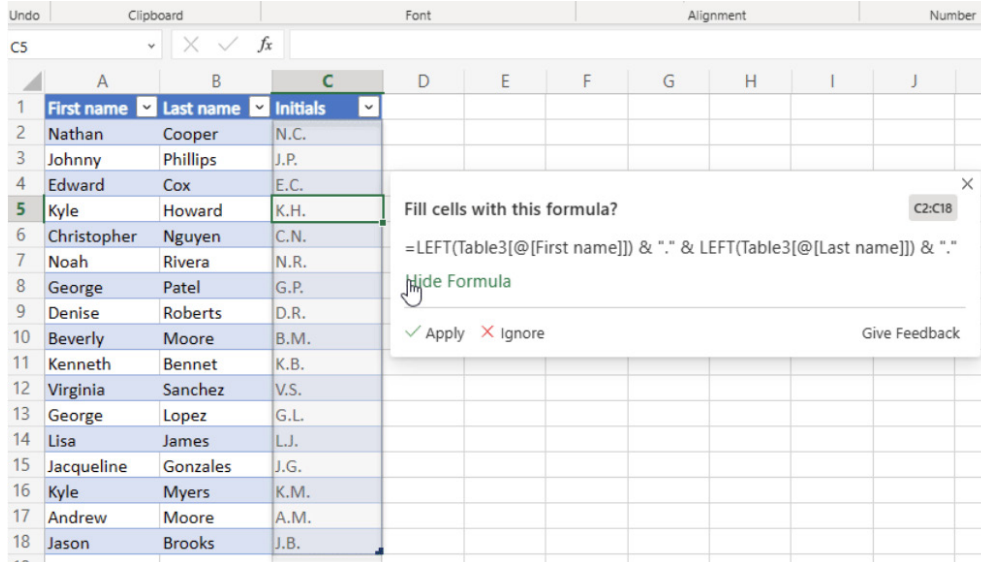 Undo Clipboard Font Alignment Number
C5 fx
A B C D E F G H I J
1 First name Last name Initials
2 Nathan Cooper N.C.
3 Johnny Phillips J.P.
4 Edward Cox E.C.
5 Kyle Howard K.H.
6 Christopher Nguyen C.N.
7 Noah Rivera N.R.
8 George Patel G.P.
9 Denise Roberts D.R.
10 Beverly Moore B.M.
11 Kenneth Bennet K.B.
12 Virginia Sanchez V.S.
13 George Lopez G.L.
14 Lisa James L.J.
15 Jacqueline Gonzales J.G.
16 Kyle Myers K.M.
17 Andrew Moore A.M.
18 Jason Brooks J.B.
Fill cells with this formula? C2:C18
=LEFT(Table3[@[First name]]) & "." & LEFT(Table3[@[Last name]]) & "."
Hide Formula
Apply Ignore Give Feedback